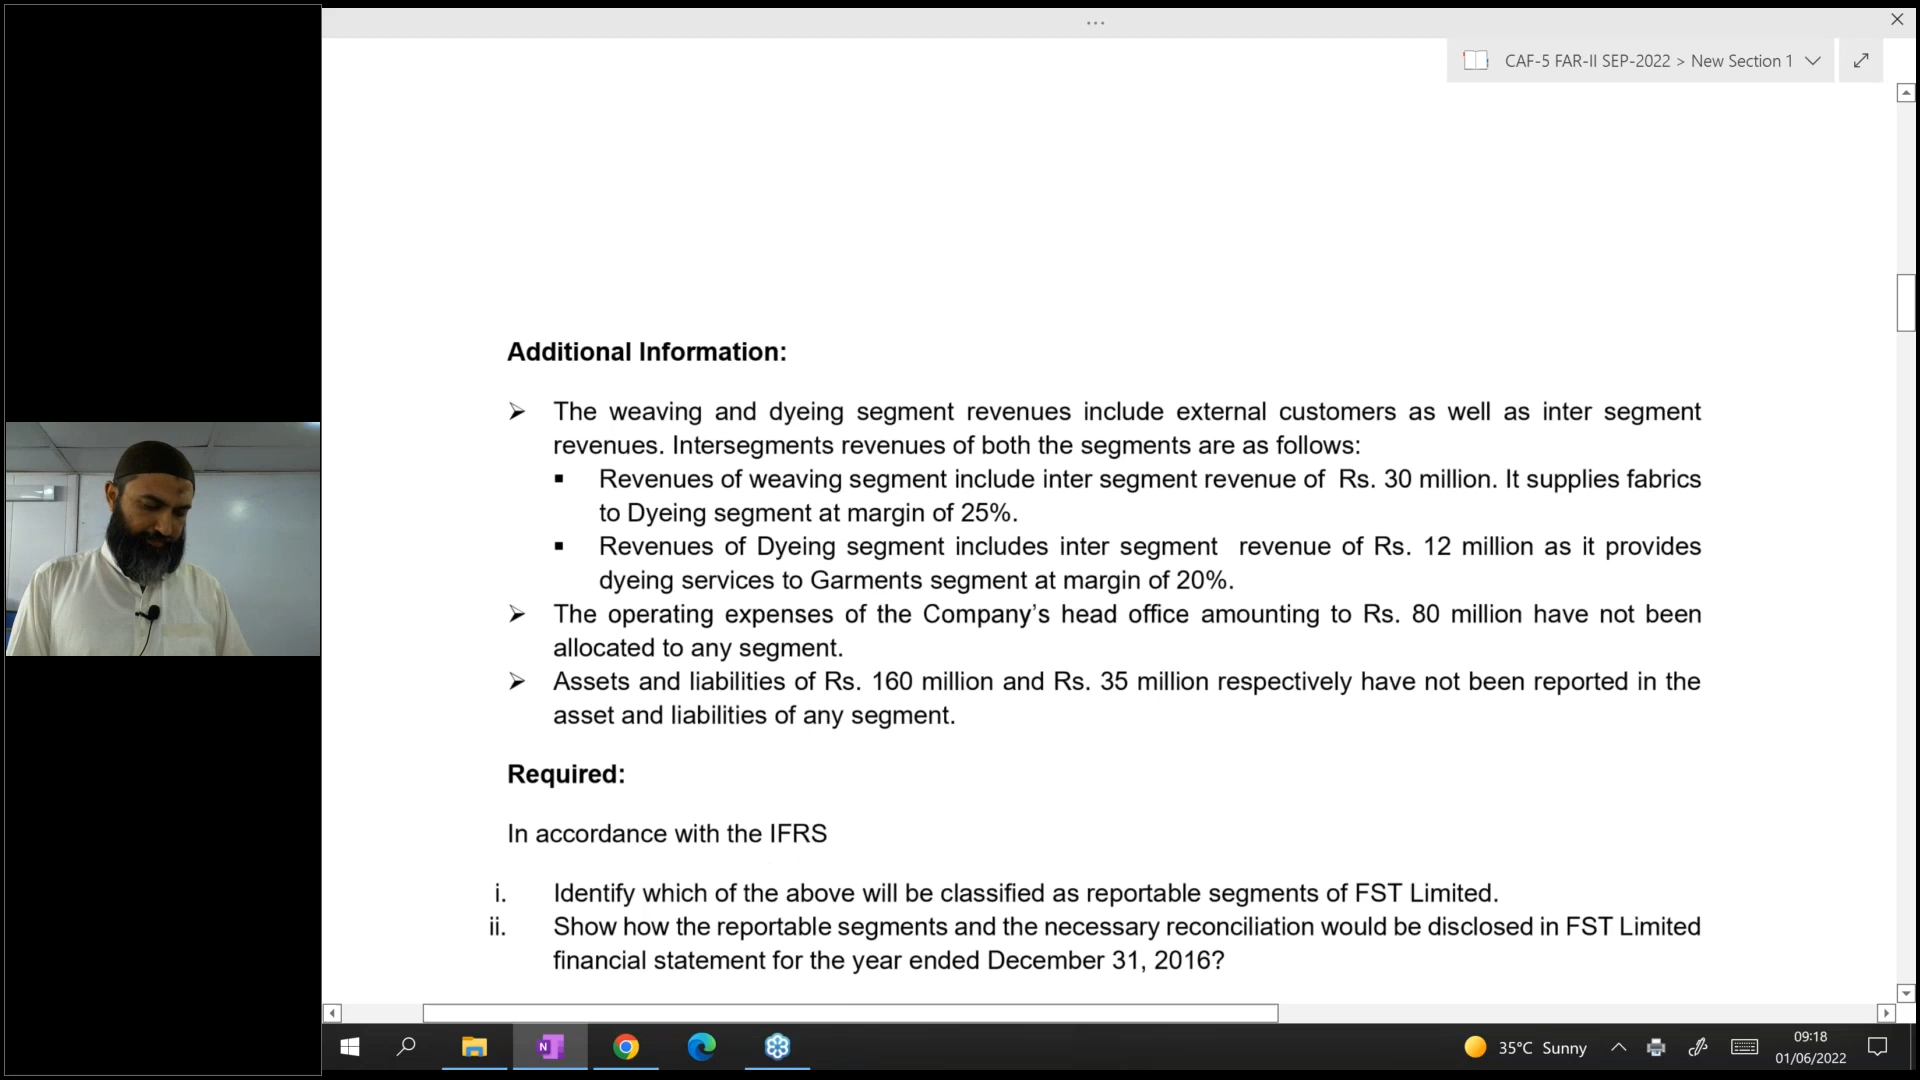 CAF-5 FAR-II SEP-2022 > New Section 1
Additional Information:
➢ The weaving and dyeing segment revenues include external customers as well as inter segment
revenues. Intersegments revenues of both the segments are as follows:
▪ Revenues of weaving segment include inter segment revenue of Rs. 30 million. It supplies fabrics
to Dyeing segment at margin of 25%.
▪ Revenues of Dyeing segment includes inter segment revenue of Rs. 12 million as it provides
dyeing services to Garments segment at margin of 20%.
➢ The operating expenses of the Company's head office amounting to Rs. 80 million have not been
allocated to any segment.
➢ Assets and liabilities of Rs. 160 million and Rs. 35 million respectively have not been reported in the
asset and liabilities of any segment.
Required:
In accordance with the IFRS
i. Identify which of the above will be classified as reportable segments of FST Limited.
ii. Show how the reportable segments and the necessary reconciliation would be disclosed in FST Limited
financial statement for the year ended December 31, 2016?
35°C Sunny
09:18
01/06/2022